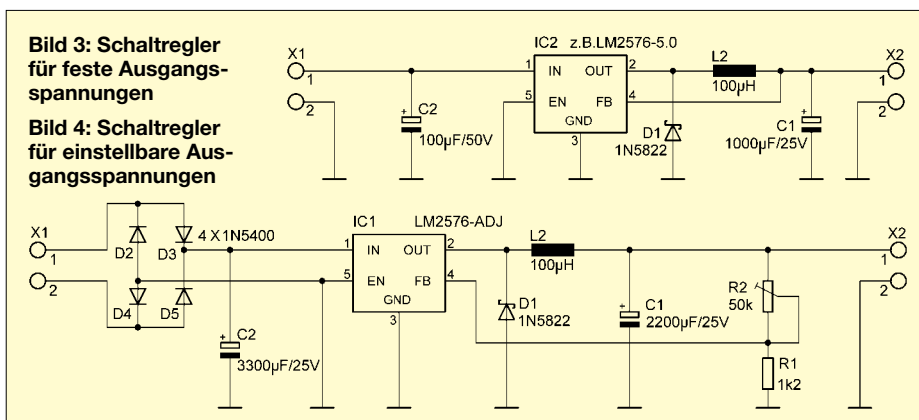 Bild 3: Schaltregler
für feste Ausgangs-
spannungen
Bild 4: Schaltregler
für einstellbare Aus-
gangsspannungen
X1
1
2
C2
100µF/50V
IC2 z.B.LM2576-5.0
1 IN OUT 2
5 EN FB 4
GND
3
D1
1N5822
L2
100µH
C1
1000µF/25V
X2
1
2
X1
1
2
D2 D3
4 X 1N5400
D4 D5
C2
3300µF/25V
IC1 LM2576-ADJ
1 IN OUT 2
5 EN FB 4
GND
3
D1
1N5822
L2
100µH
C1
2200µF/25V
R2
50k
R1
1k2
X2
1
2